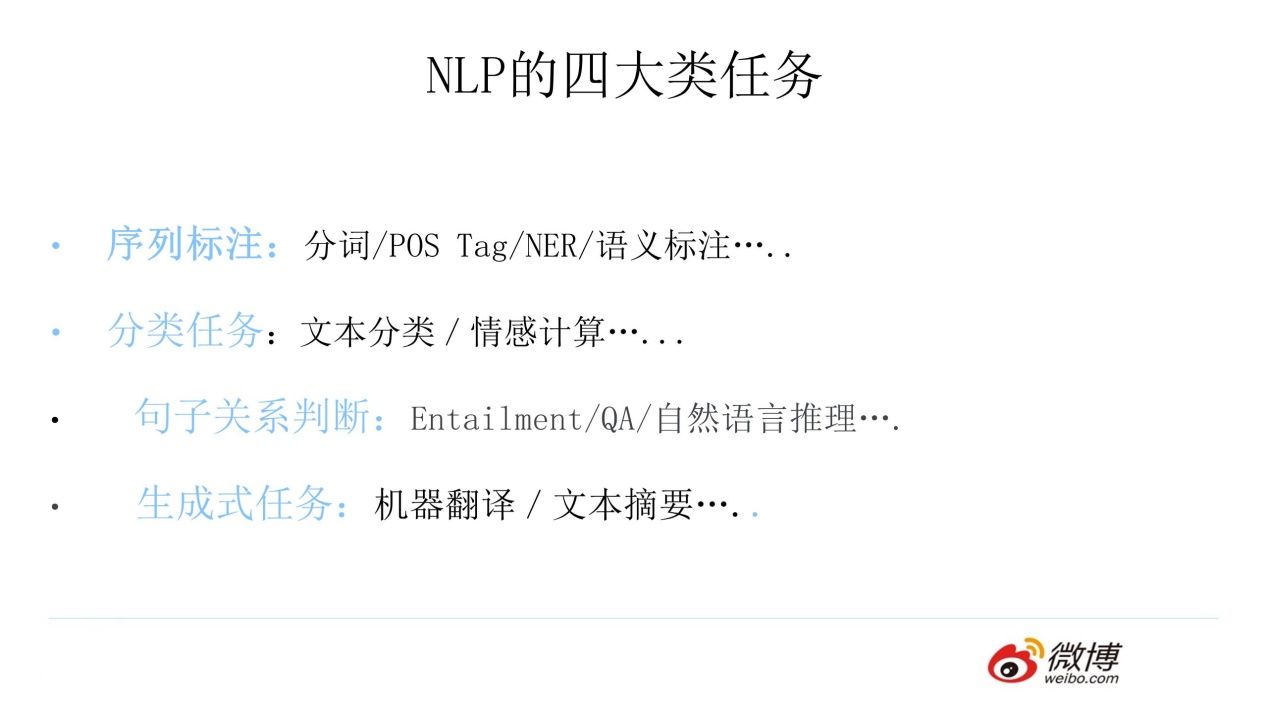 NLP的四大类任务
• 序列标注：分词/POS Tag/NER/语义标注…..
• 分类任务：文本分类/情感计算…...
• 句子关系判断：Entailment/QA/自然语言推理….
• 生成式任务：机器翻译/文本摘要…..
微博
weibo.com